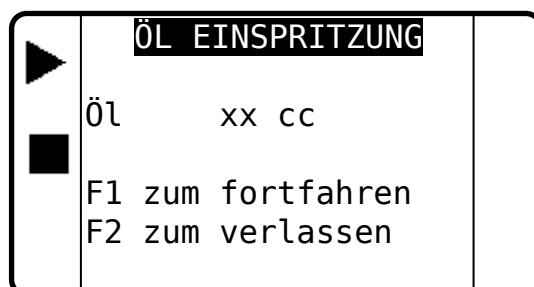 ÖL EINSPRITZUNG
Öl xx cc
F1 zum fortfahren
F2 zum verlassen